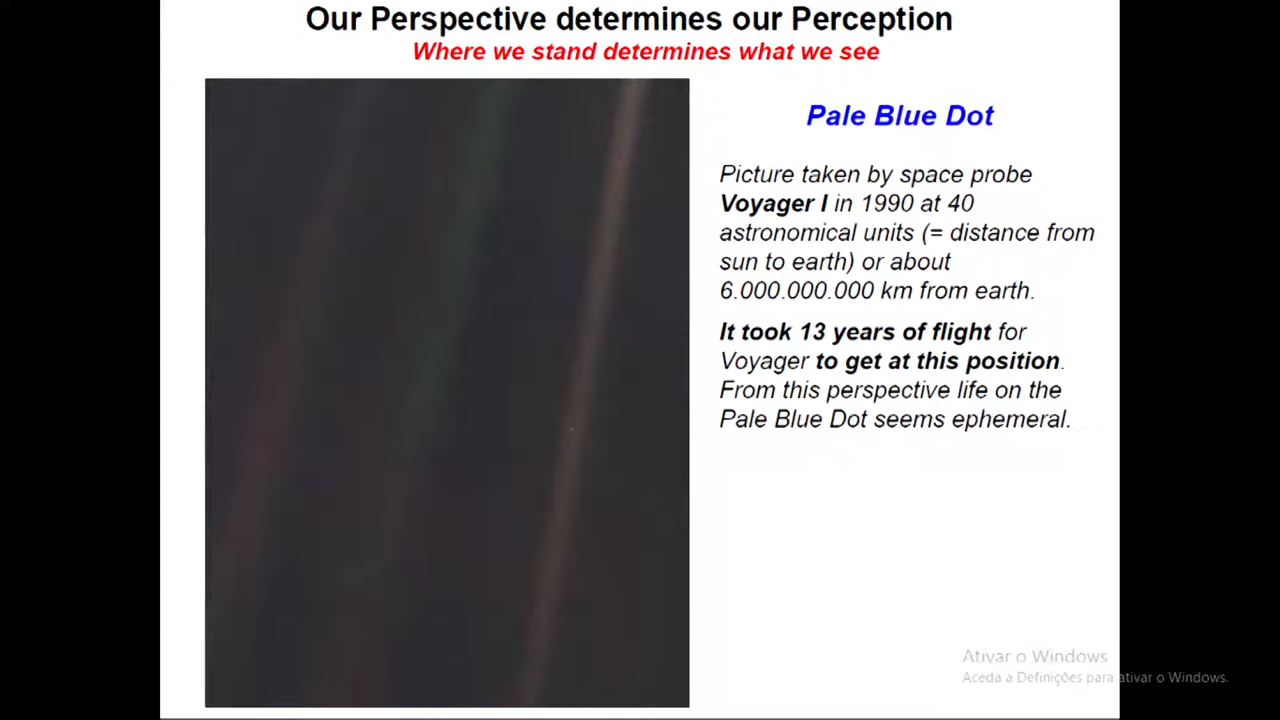 Our Perspective determines our Perception
Where we stand determines what we see
Pale Blue Dot
Picture taken by space probe
Voyager I in 1990 at 40
astronomical units (= distance from
sun to earth) or about
6.000.000.000 km from earth.
It took 13 years of flight for
Voyager to get at this position.
From this perspective life on the
Pale Blue Dot seems ephemeral.
Ativar o Windows
Aceda a Definições para ativar o Windows.